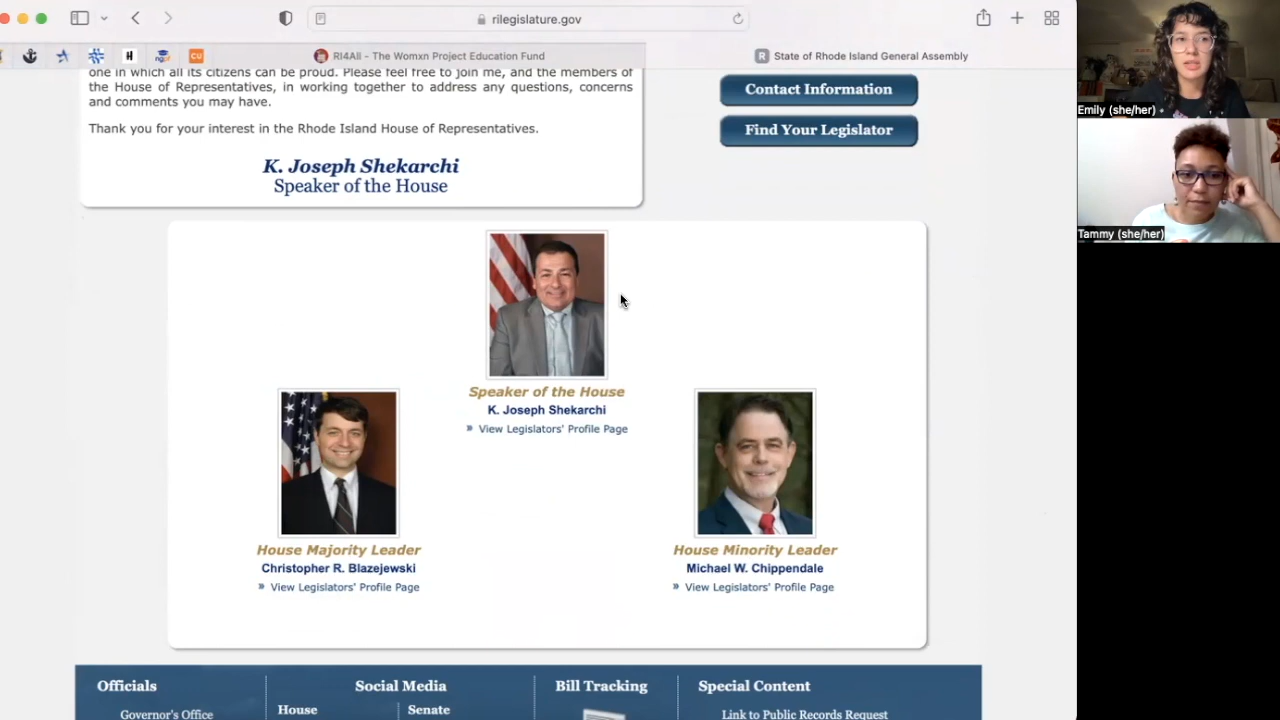 rilegislature.gov
RI4All - The Womxn Project Education Fund
State of Rhode Island General Assembly
one in which all its citizens can be proud. Please feel free to join me, and the members of
the House of Representatives, in working together to address any questions, concerns
and comments you may have.
Thank you for your interest in the Rhode Island House of Representatives.
K. Joseph Shekarchi
Speaker of the House
Contact Information
Find Your Legislator
Emily (she/her)
Tammy (she/her)
Speaker of the House
K. Joseph Shekarchi
» View Legislators' Profile Page
House Majority Leader
Christopher R. Blazejewski
» View Legislators' Profile Page
House Minority Leader
Michael W. Chippendale
» View Legislators' Profile Page
Officials
Governor's Office
Social Media
House
Senate
Bill Tracking
Special Content
Link to Public Records Request